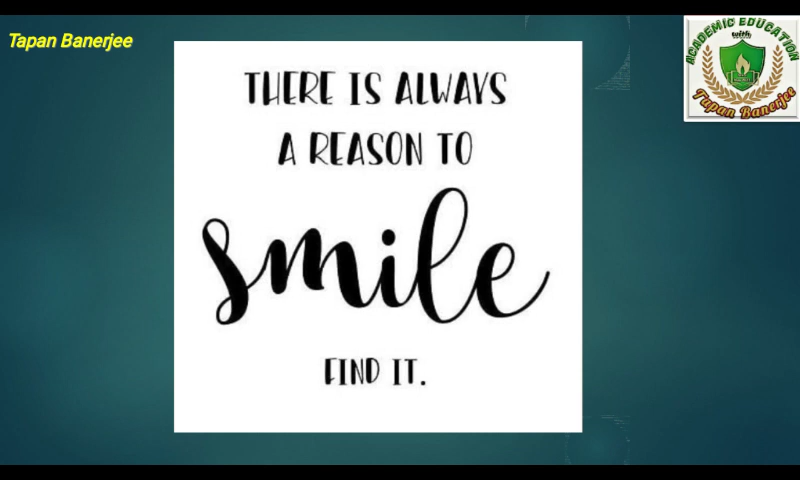 Tapan Banerjee
ACADEMIC EDUCATION
with
Tapan Banerjee
THERE IS ALWAYS
A REASON TO
smile
FIND IT.